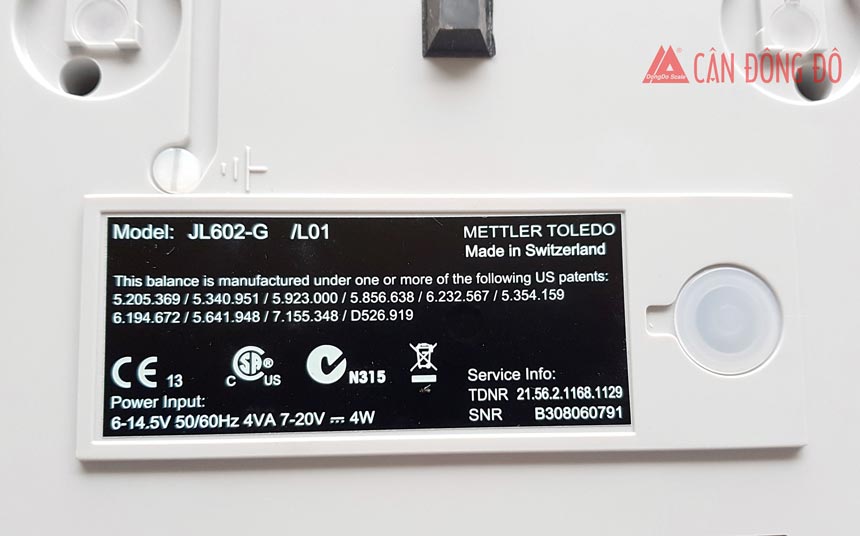 DongDo Scale
CÂN ĐÔNG ĐÔ
Model: JL602-G /L01
METTLER TOLEDO
Made in Switzerland
This balance is manufactured under one or more of the following US patents:
5.205.369 / 5.340.951 / 5.923.000 / 5.856.638 / 6.232.567 / 5.354.159
6.194.672 / 5.641.948 / 7.155.348 / D526.919
CE 13
C SA® US
N315
Power Input:
6-14.5V 50/60Hz 4VA 7-20V ⎓ 4W
Service Info:
TDNR 21.56.2.1168.1129
SNR B308060791